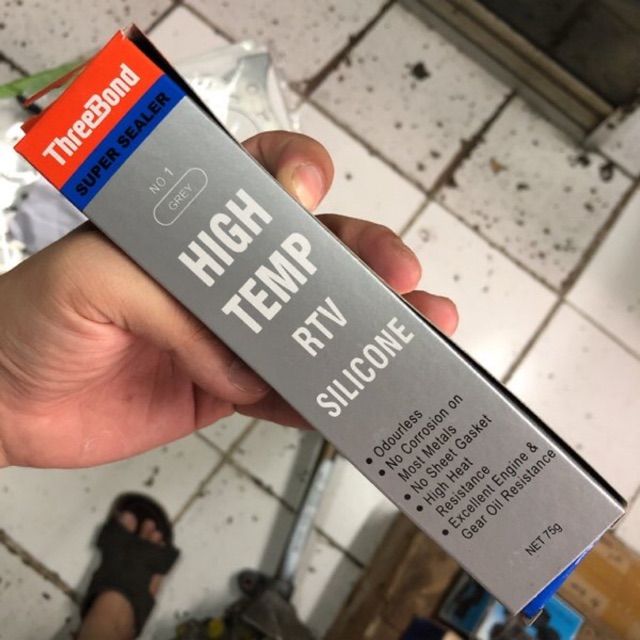 ThreeBond
SUPER SEALER
NO 1
GREY
HIGH
TEMP
RTV
SILICONE
• Odourless
• No Corrosion on
Most Metals
• No Sheet Gasket
• High Heat
Resistance
• Excellent Engine &
Gear Oil Resistance
NET 75g